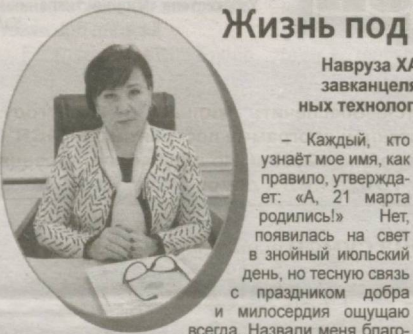 Жизнь под
Навруза ХА
завканцеля
ных технолог
– Каждый, кто
узнаёт мое имя, как
правило, утвержда-
ет: «А, 21 марта
родились!» Нет,
появилась на свет
в знойный июльский
день, но тесную связь
с праздником добра
и милосердия ощущаю
всегда. Назвали меня благо-